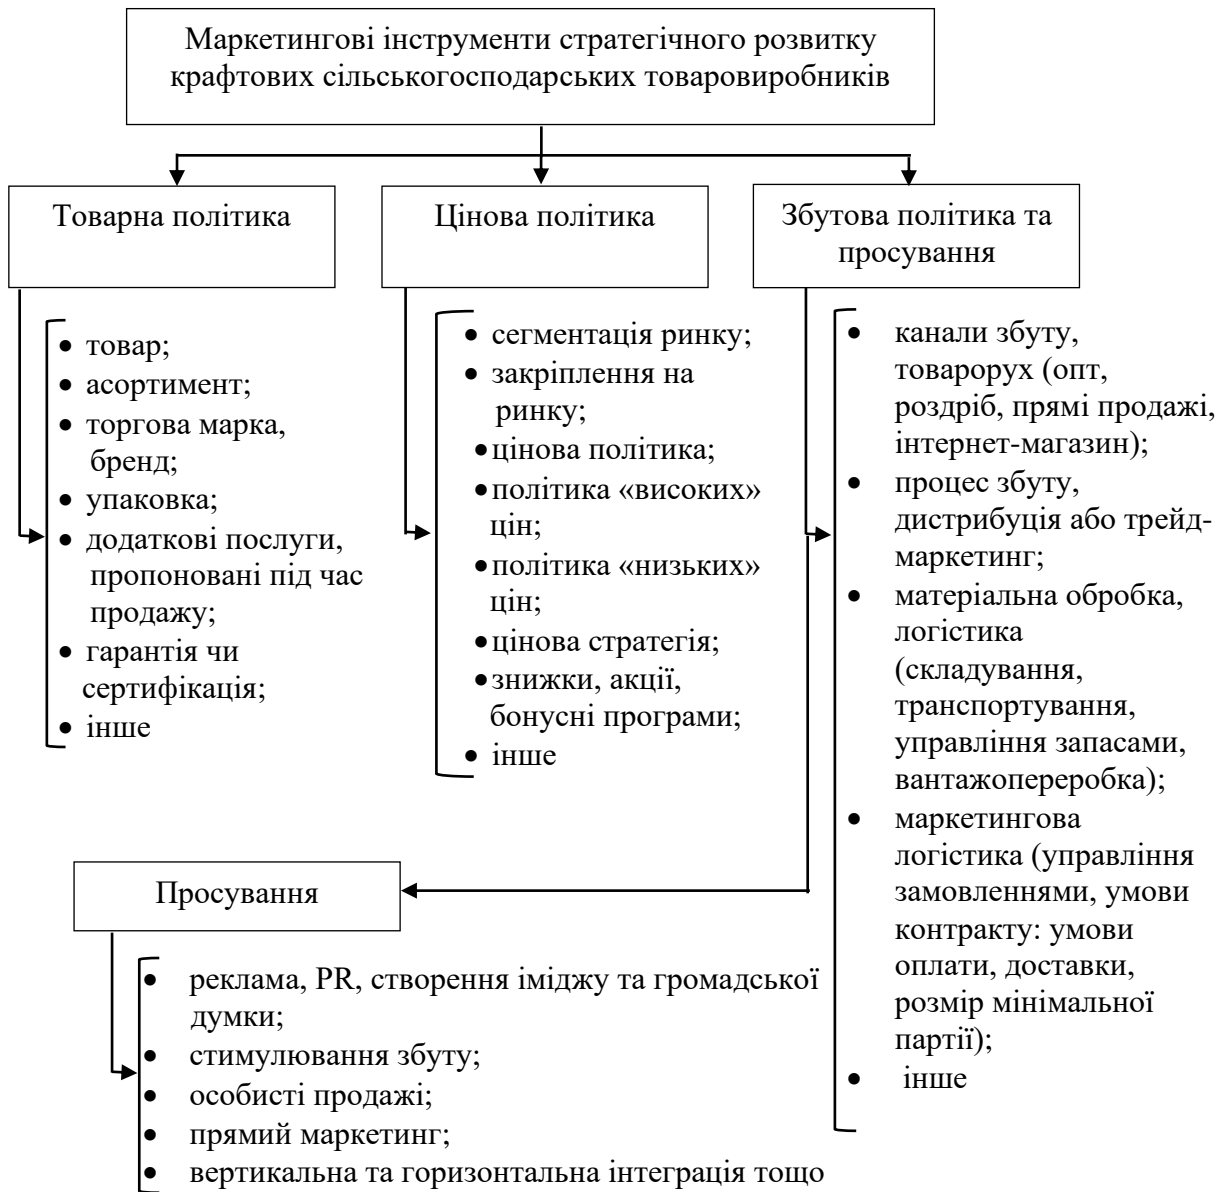 Маркетингові інструменти стратегічного розвитку
крафтових сільськогосподарських товаровиробників
Товарна політика
• товар;
• асортимент;
• торгова марка,
бренд;
• упаковка;
• додаткові послуги,
пропоновані під час
продажу;
• гарантія чи
сертифікація;
• інше
Цінова політика
• сегментація ринку;
• закріплення на
ринку;
• цінова політика;
• політика «високих»
цін;
• політика «низьких»
цін;
• цінова стратегія;
• знижки, акції,
бонусні програми;
• інше
Збутова політика та
просування
• канали збуту,
товарорух (опт,
роздріб, прямі продажі,
інтернет-магазин);
• процес збуту,
дистрибуція або трейд-
маркетинг;
• матеріальна обробка,
логістика
(складування,
транспортування,
управління запасами,
вантажопереробка);
• маркетингова
логістика (управління
замовленнями, умови
контракту: умови
оплати, доставки,
розмір мінімальної
партії);
• інше
Просування
• реклама, PR, створення іміджу та громадської
думки;
• стимулювання збуту;
• особисті продажі;
• прямий маркетинг;
• вертикальна та горизонтальна інтеграція тощо